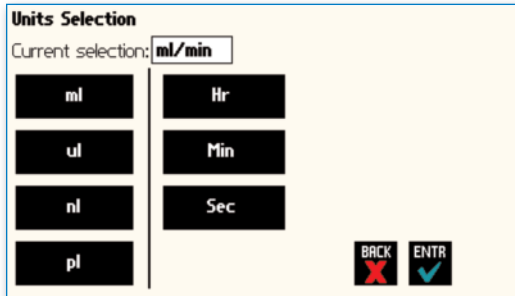 Units Selection
Current selection: ml/min
ml
Hr
ul
Min
nl
Sec
pl
BACK
ENTR